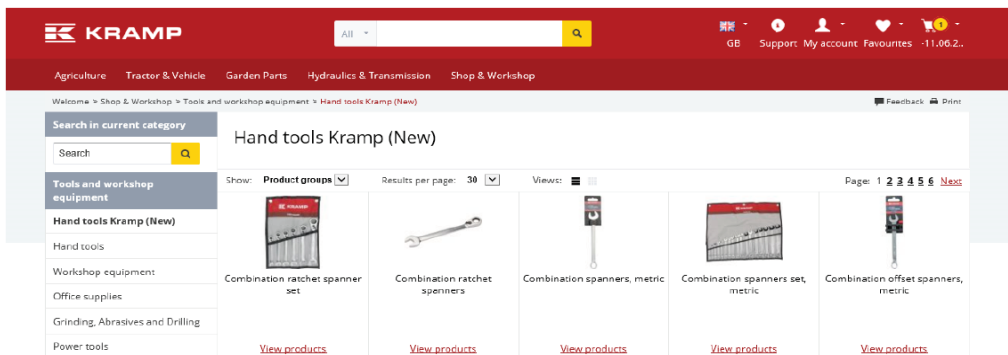 KRAMP
All
GB Support My account Favourites -11.06.2..
1
Agriculture Tractor & Vehicle Garden Parts Hydraulics & Transmission Shop & Workshop
Welcome > Shop & Workshop > Tools and workshop equipment > Hand tools Kramp (New)
Feedback Print
Search in current category
Search
Tools and workshop
equipment
Hand tools Kramp (New)
Hand tools
Workshop equipment
Office supplies
Grinding, Abrasives and Drilling
Power tools
Hand tools Kramp (New)
Show: Product groups Results per page: 30 Views: Page: 1 2 3 4 5 6 Next
KRAMP
Combination ratchet spanner
set
View products
Combination ratchet
spanners
View products
Combination spanners, metric
View products
Combination spanners set,
metric
View products
Combination offset spanners,
metric
View products